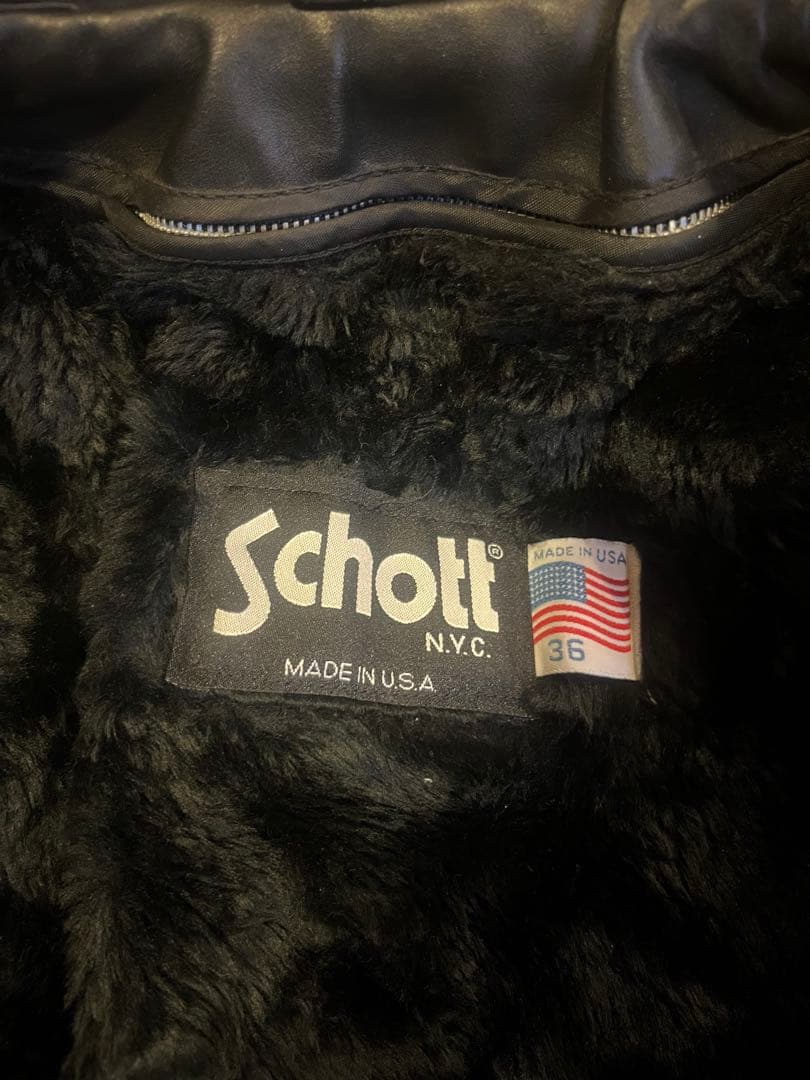 Schott®
N.Y.C.
MADE IN U.S.A
MADE IN USA
36